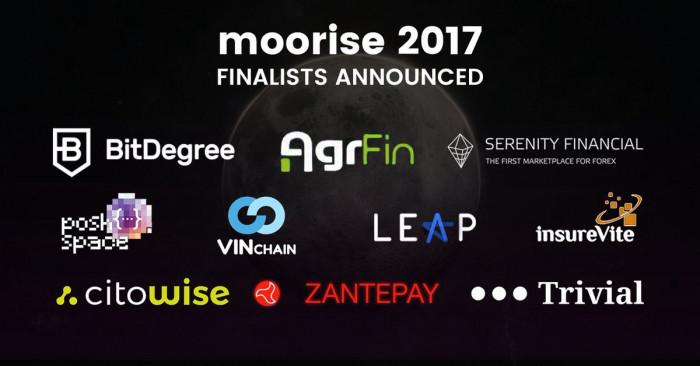 moorise 2017
FINALISTS ANNOUNCED
B BitDegree
AgrFin
SERENITY FINANCIAL
THE FIRST MARKETPLACE FOR FOREX
posh {...}
space
VINCHAIN
LEAP
insureVite
citowise
ZANTEPAY
Trivial